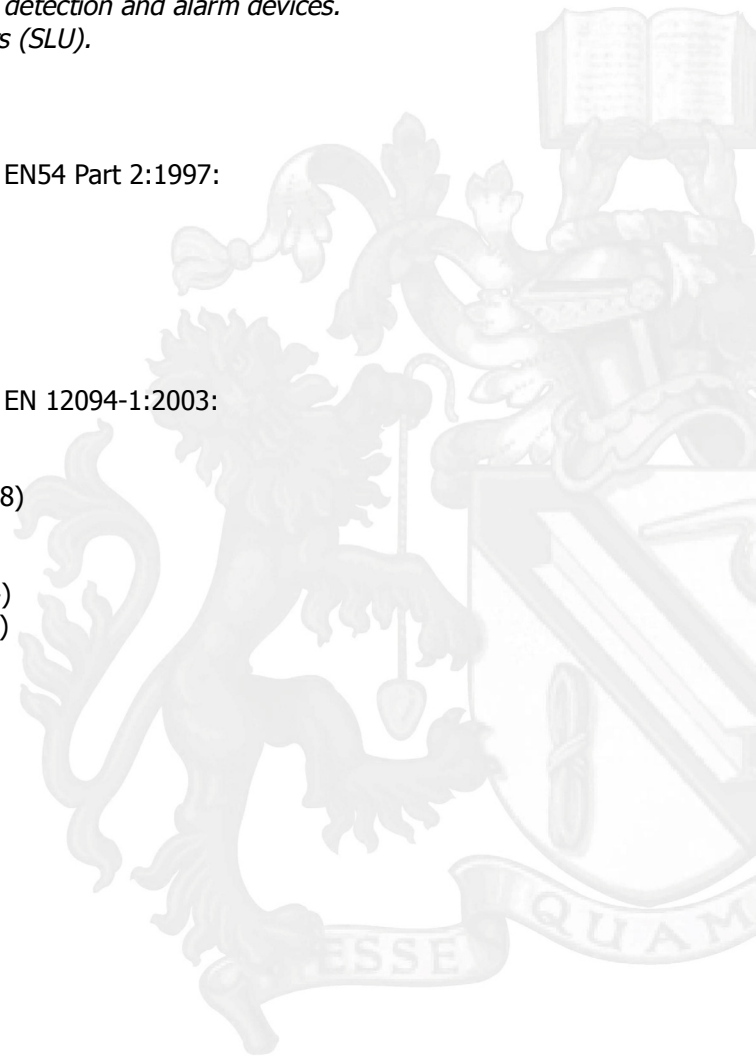 detection and alarm devices.
s (SLU).
EN54 Part 2:1997:
EN 12094-1:2003:
8)
)
)
ESSE
QUAM